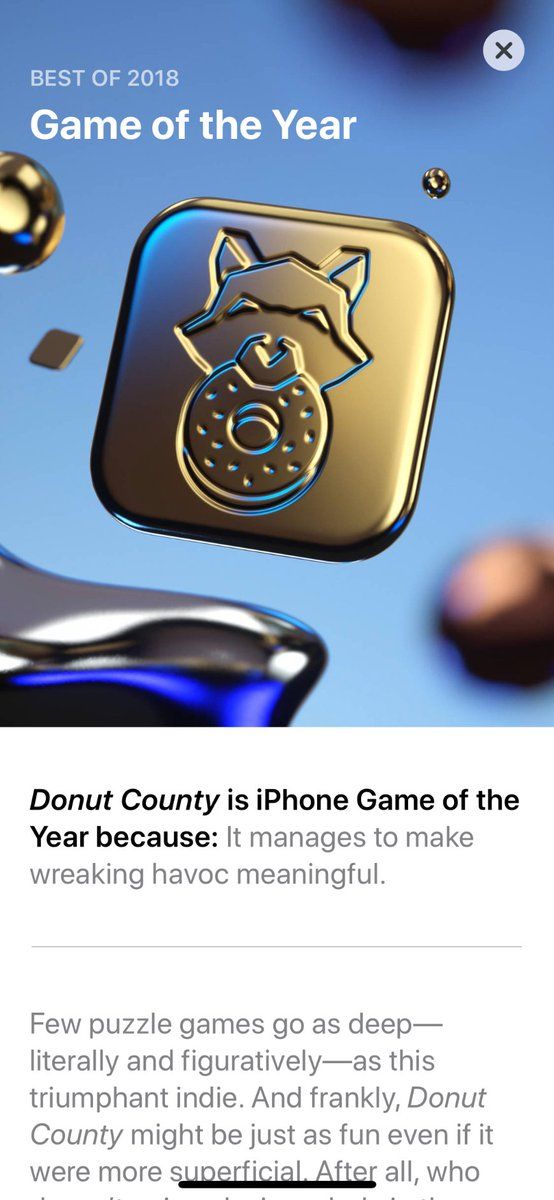 BEST OF 2018
Game of the Year
Donut County is iPhone Game of the
Year because: It manages to make
wreaking havoc meaningful.
Few puzzle games go as deep—
literally and figuratively—as this
triumphant indie. And frankly, Donut
County might be just as fun even if it
were more superficial. After all, who